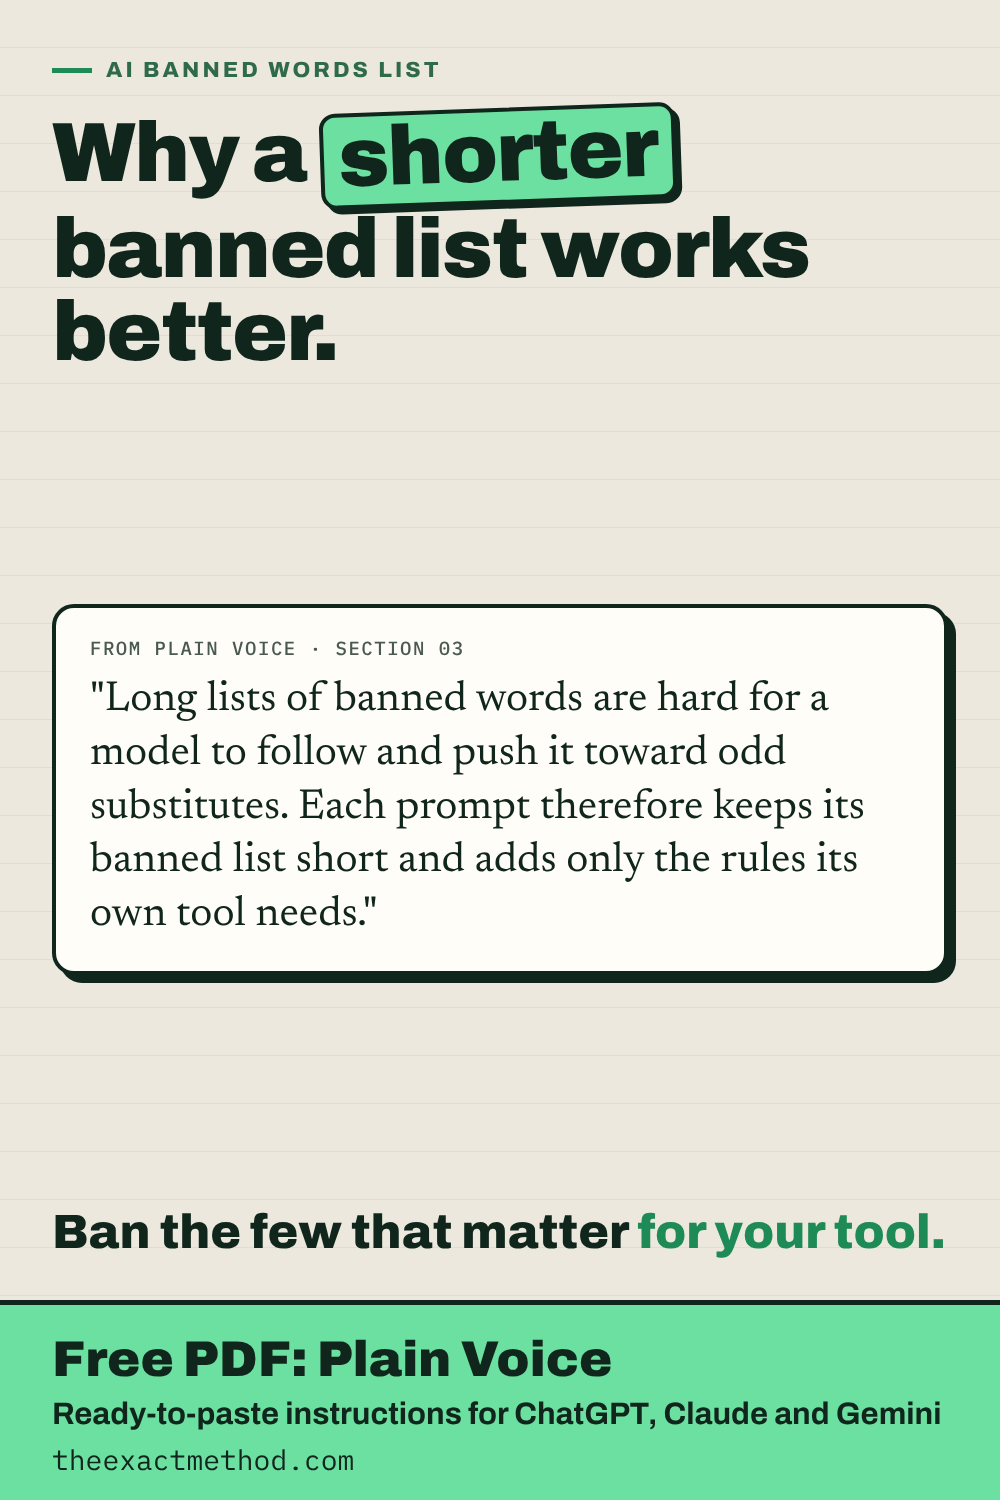 AI BANNED WORDS LIST
Why a shorter
banned list works
better.
FROM PLAIN VOICE · SECTION 03
"Long lists of banned words are hard for a
model to follow and push it toward odd
substitutes. Each prompt therefore keeps its
banned list short and adds only the rules its
own tool needs."
Ban the few that matter for your tool.
Free PDF: Plain Voice
Ready-to-paste instructions for ChatGPT, Claude and Gemini
theexactmethod.com